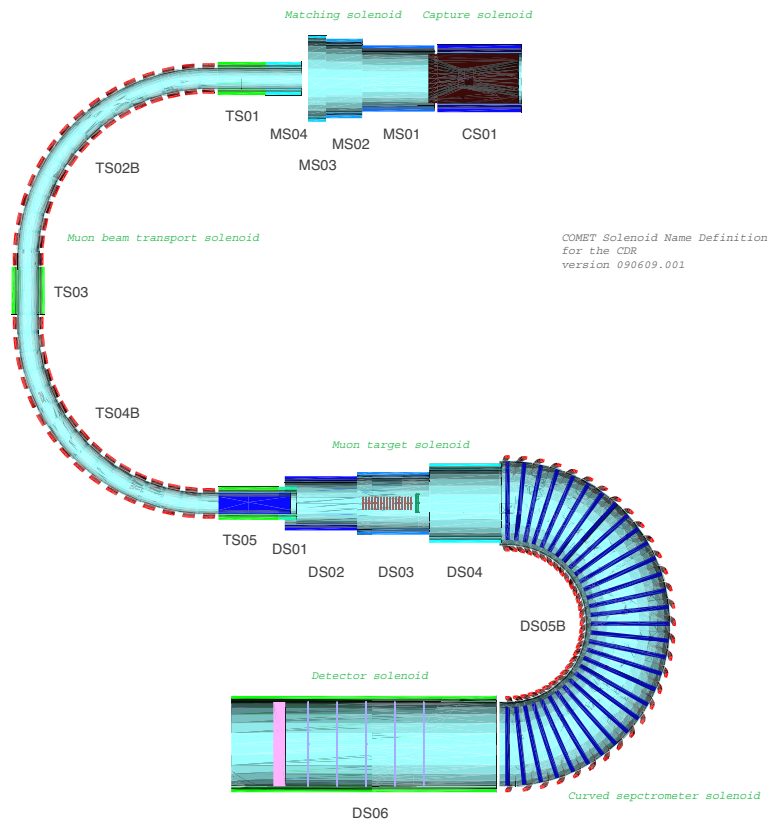 Matching solenoid
Capture solenoid
TS01
MS04
MS03
MS02
MS01
CS01
TS02B
Muon beam transport solenoid
COMET Solenoid Name Definition
for the CDR
version 090609.001
TS03
TS04B
Muon target solenoid
TS05
DS01
DS02
DS03
DS04
DS05B
Detector solenoid
Curved sepctrometer solenoid
DS06